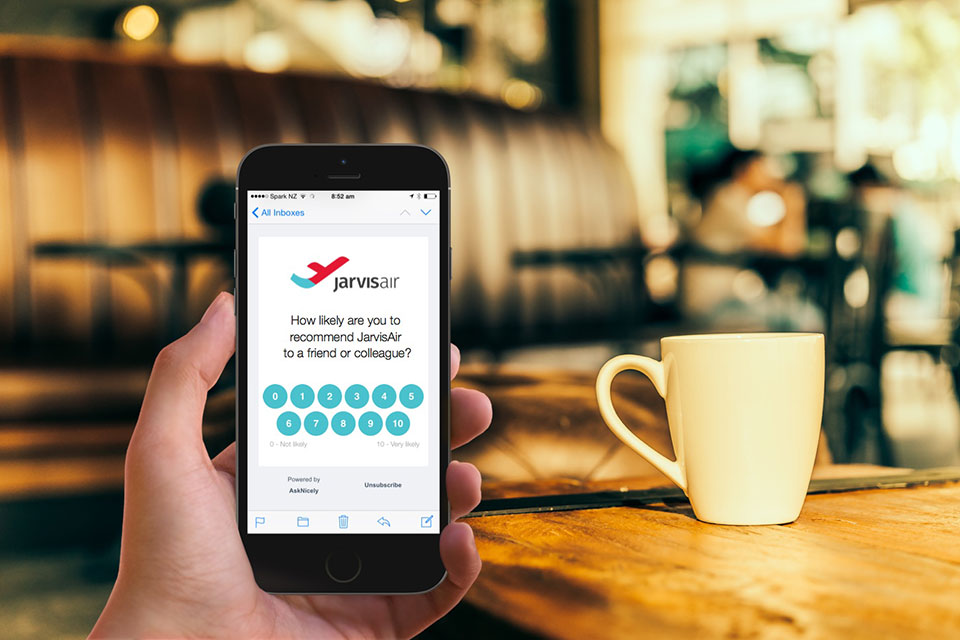 Spark NZ 8:52 am
All Inboxes
jarvisair
How likely are you to
recommend JarvisAir
to a friend or colleague?
0 1 2 3 4 5
6 7 8 9 10
0 - Not likely 10 - Very likely
Powered by
AskNicely
Unsubscribe